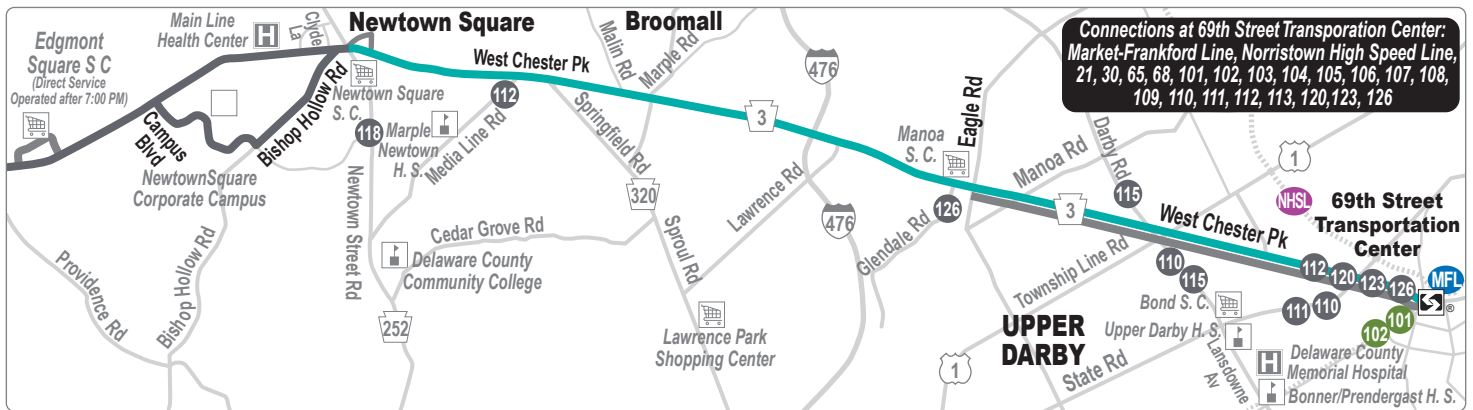 Edgmont
Square S C
(Direct Service
Operated after 7:00 PM)
Main Line
Health Center
H
Clyde
La
Newtown Square
Broomall
Connections at 69th Street Transporation Center:
Market-Frankford Line, Norristown High Speed Line,
21, 30, 65, 68, 101, 102, 103, 104, 105, 106, 107, 108,
109, 110, 111, 112, 113, 120,123, 126
West Chester Pk
Malin Rd
Marple Rd
476
3
Eagle Rd
Newtown Square
S. C.
112
118
Marple
Newtown
H. S.
Media Line Rd
Springfield Rd
Campus
Blvd
Bishop Hollow Rd
NewtownSquare
Corporate Campus
Newtown Street Rd
Manoa
S. C.
Manoa Rd
Darby Rd
1
115
NHSL
69th Street
Transportation
Center
320
Lawrence Rd
476
126
3
West Chester Pk
Glendale Rd
Cedar Grove Rd
Delaware County
Community College
Sproul Rd
Township Line Rd
110
115
112
120
123
126
MFL
®
Providence Rd
Bishop Hollow Rd
252
Lawrence Park
Shopping Center
Bond S. C.
111
110
101
102
Upper Darby H. S.
UPPER
DARBY
1
State Rd
Lansdowne
Av
H
Delaware County
Memorial Hospital
Bonner/Prendergast H. S.